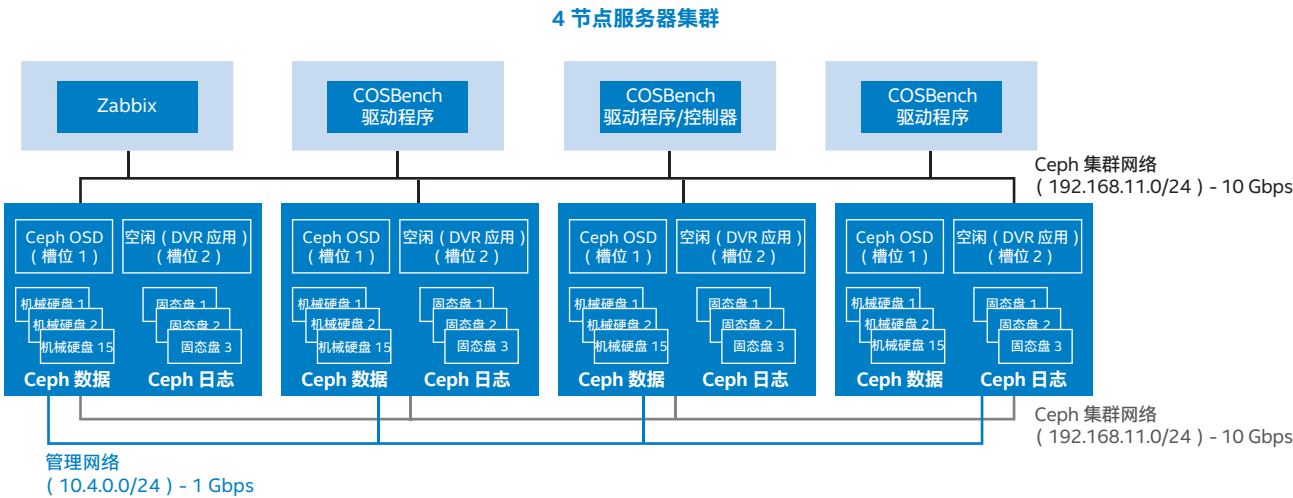 4 节点服务器集群
Zabbix
COSBench
驱动程序
COSBench
驱动程序/控制器
COSBench
驱动程序
Ceph 集群网络
( 192.168.11.0/24 ) - 10 Gbps
Ceph OSD
( 槽位 1 )
空闲 ( DVR 应用 )
( 槽位 2 )
机械硬盘 1
机械硬盘 2
机械硬盘 15
固态盘 1
固态盘 2
固态盘 3
Ceph 数据
Ceph 日志
Ceph OSD
( 槽位 1 )
空闲 ( DVR 应用 )
( 槽位 2 )
机械硬盘 1
机械硬盘 2
机械硬盘 15
固态盘 1
固态盘 2
固态盘 3
Ceph 数据
Ceph 日志
Ceph OSD
( 槽位 1 )
空闲 ( DVR 应用 )
( 槽位 2 )
机械硬盘 1
机械硬盘 2
机械硬盘 15
固态盘 1
固态盘 2
固态盘 3
Ceph 数据
Ceph 日志
Ceph OSD
( 槽位 1 )
空闲 ( DVR 应用 )
( 槽位 2 )
机械硬盘 1
机械硬盘 2
机械硬盘 15
固态盘 1
固态盘 2
固态盘 3
Ceph 数据
Ceph 日志
Ceph 集群网络
( 192.168.11.0/24 ) - 10 Gbps
管理网络
( 10.4.0.0/24 ) - 1 Gbps